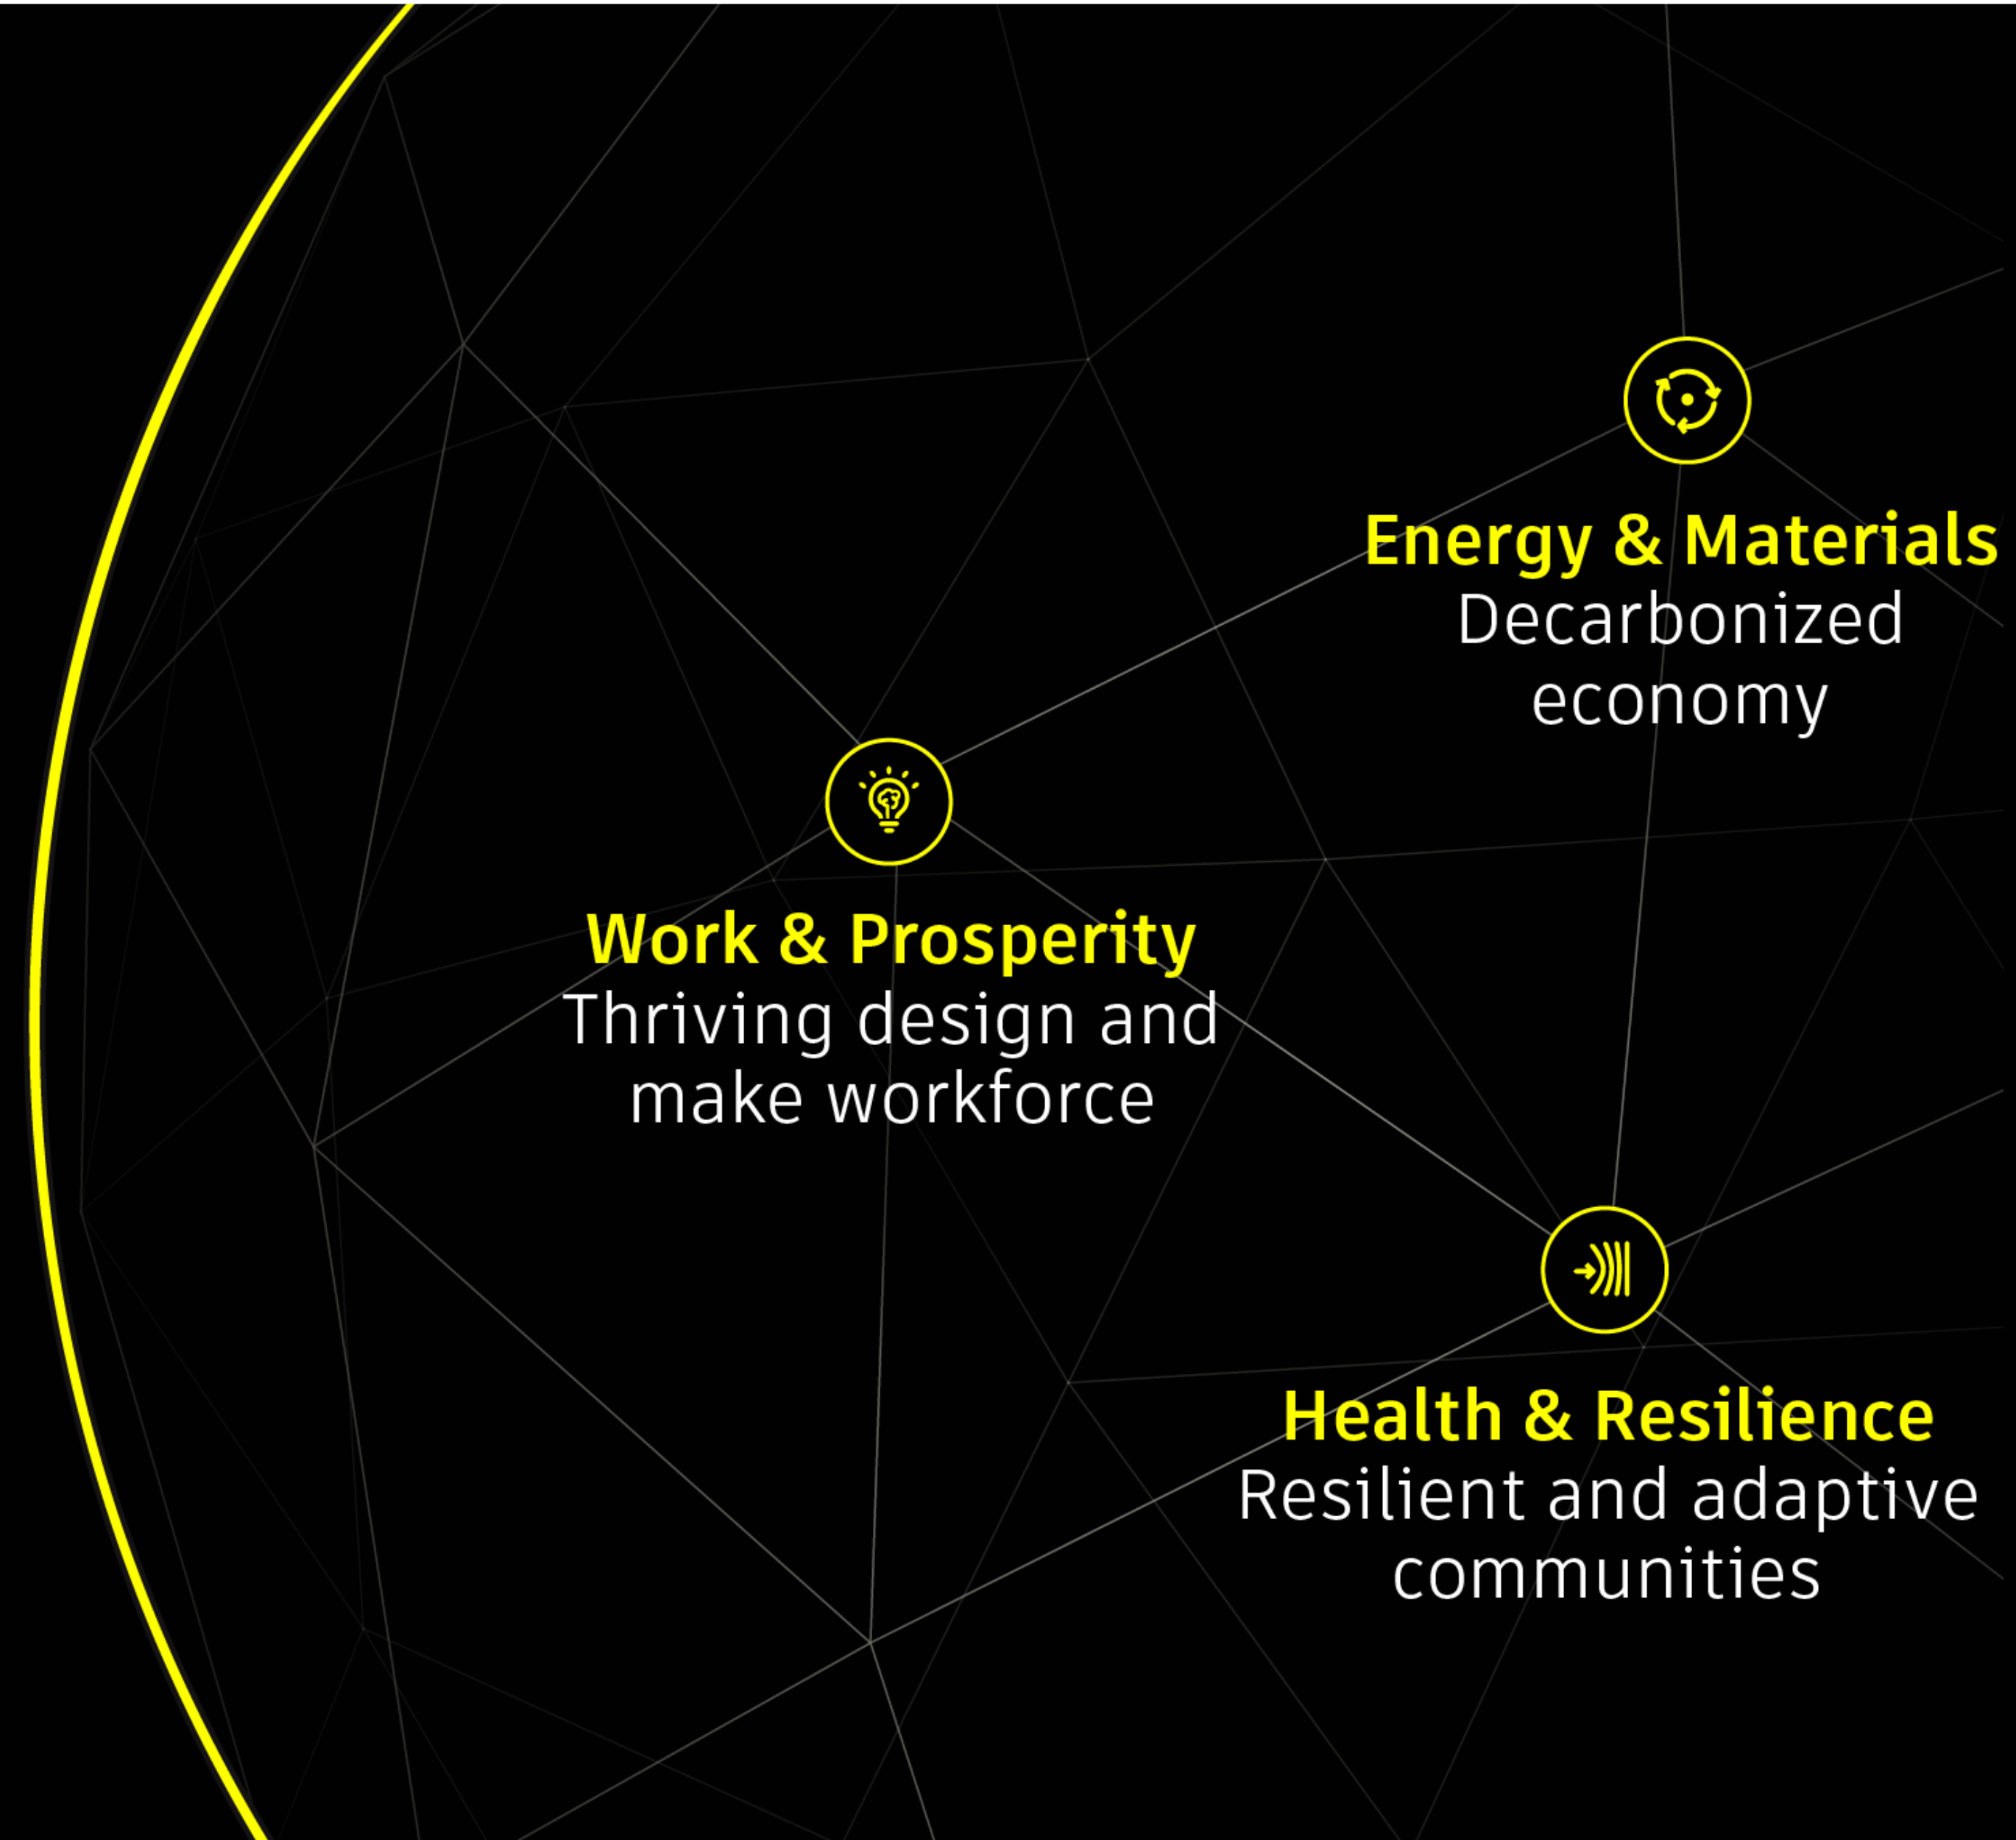 Energy & Materials
Decarbonized
economy
Work & Prosperity
Thriving design and
make workforce
Health & Resilience
Resilient and adaptive
communities